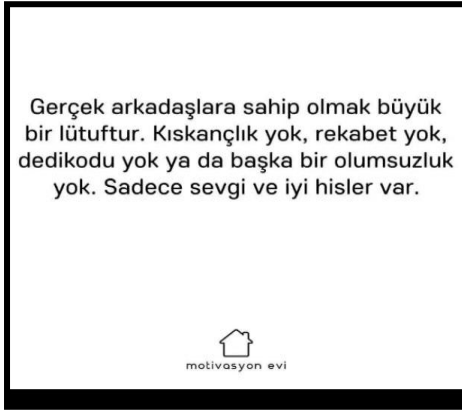 Gerçek arkadaşlara sahip olmak büyük
bir lütuftur. Kıskançlık yok, rekabet yok,
dedikodu yok ya da başka bir olumsuzluk
yok. Sadece sevgi ve iyi hisler var.
motivasyon evi